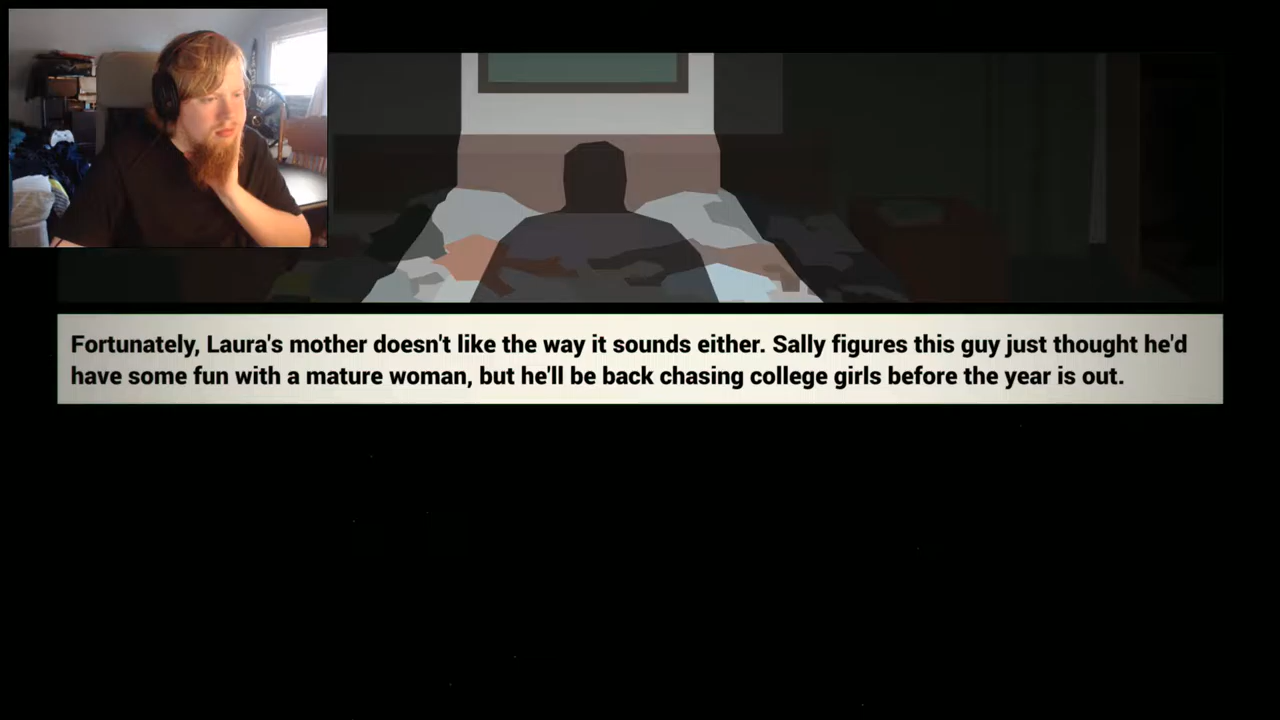 Fortunately, Laura's mother doesn't like the way it sounds either. Sally figures this guy just thought he'd
have some fun with a mature woman, but he'll be back chasing college girls before the year is out.